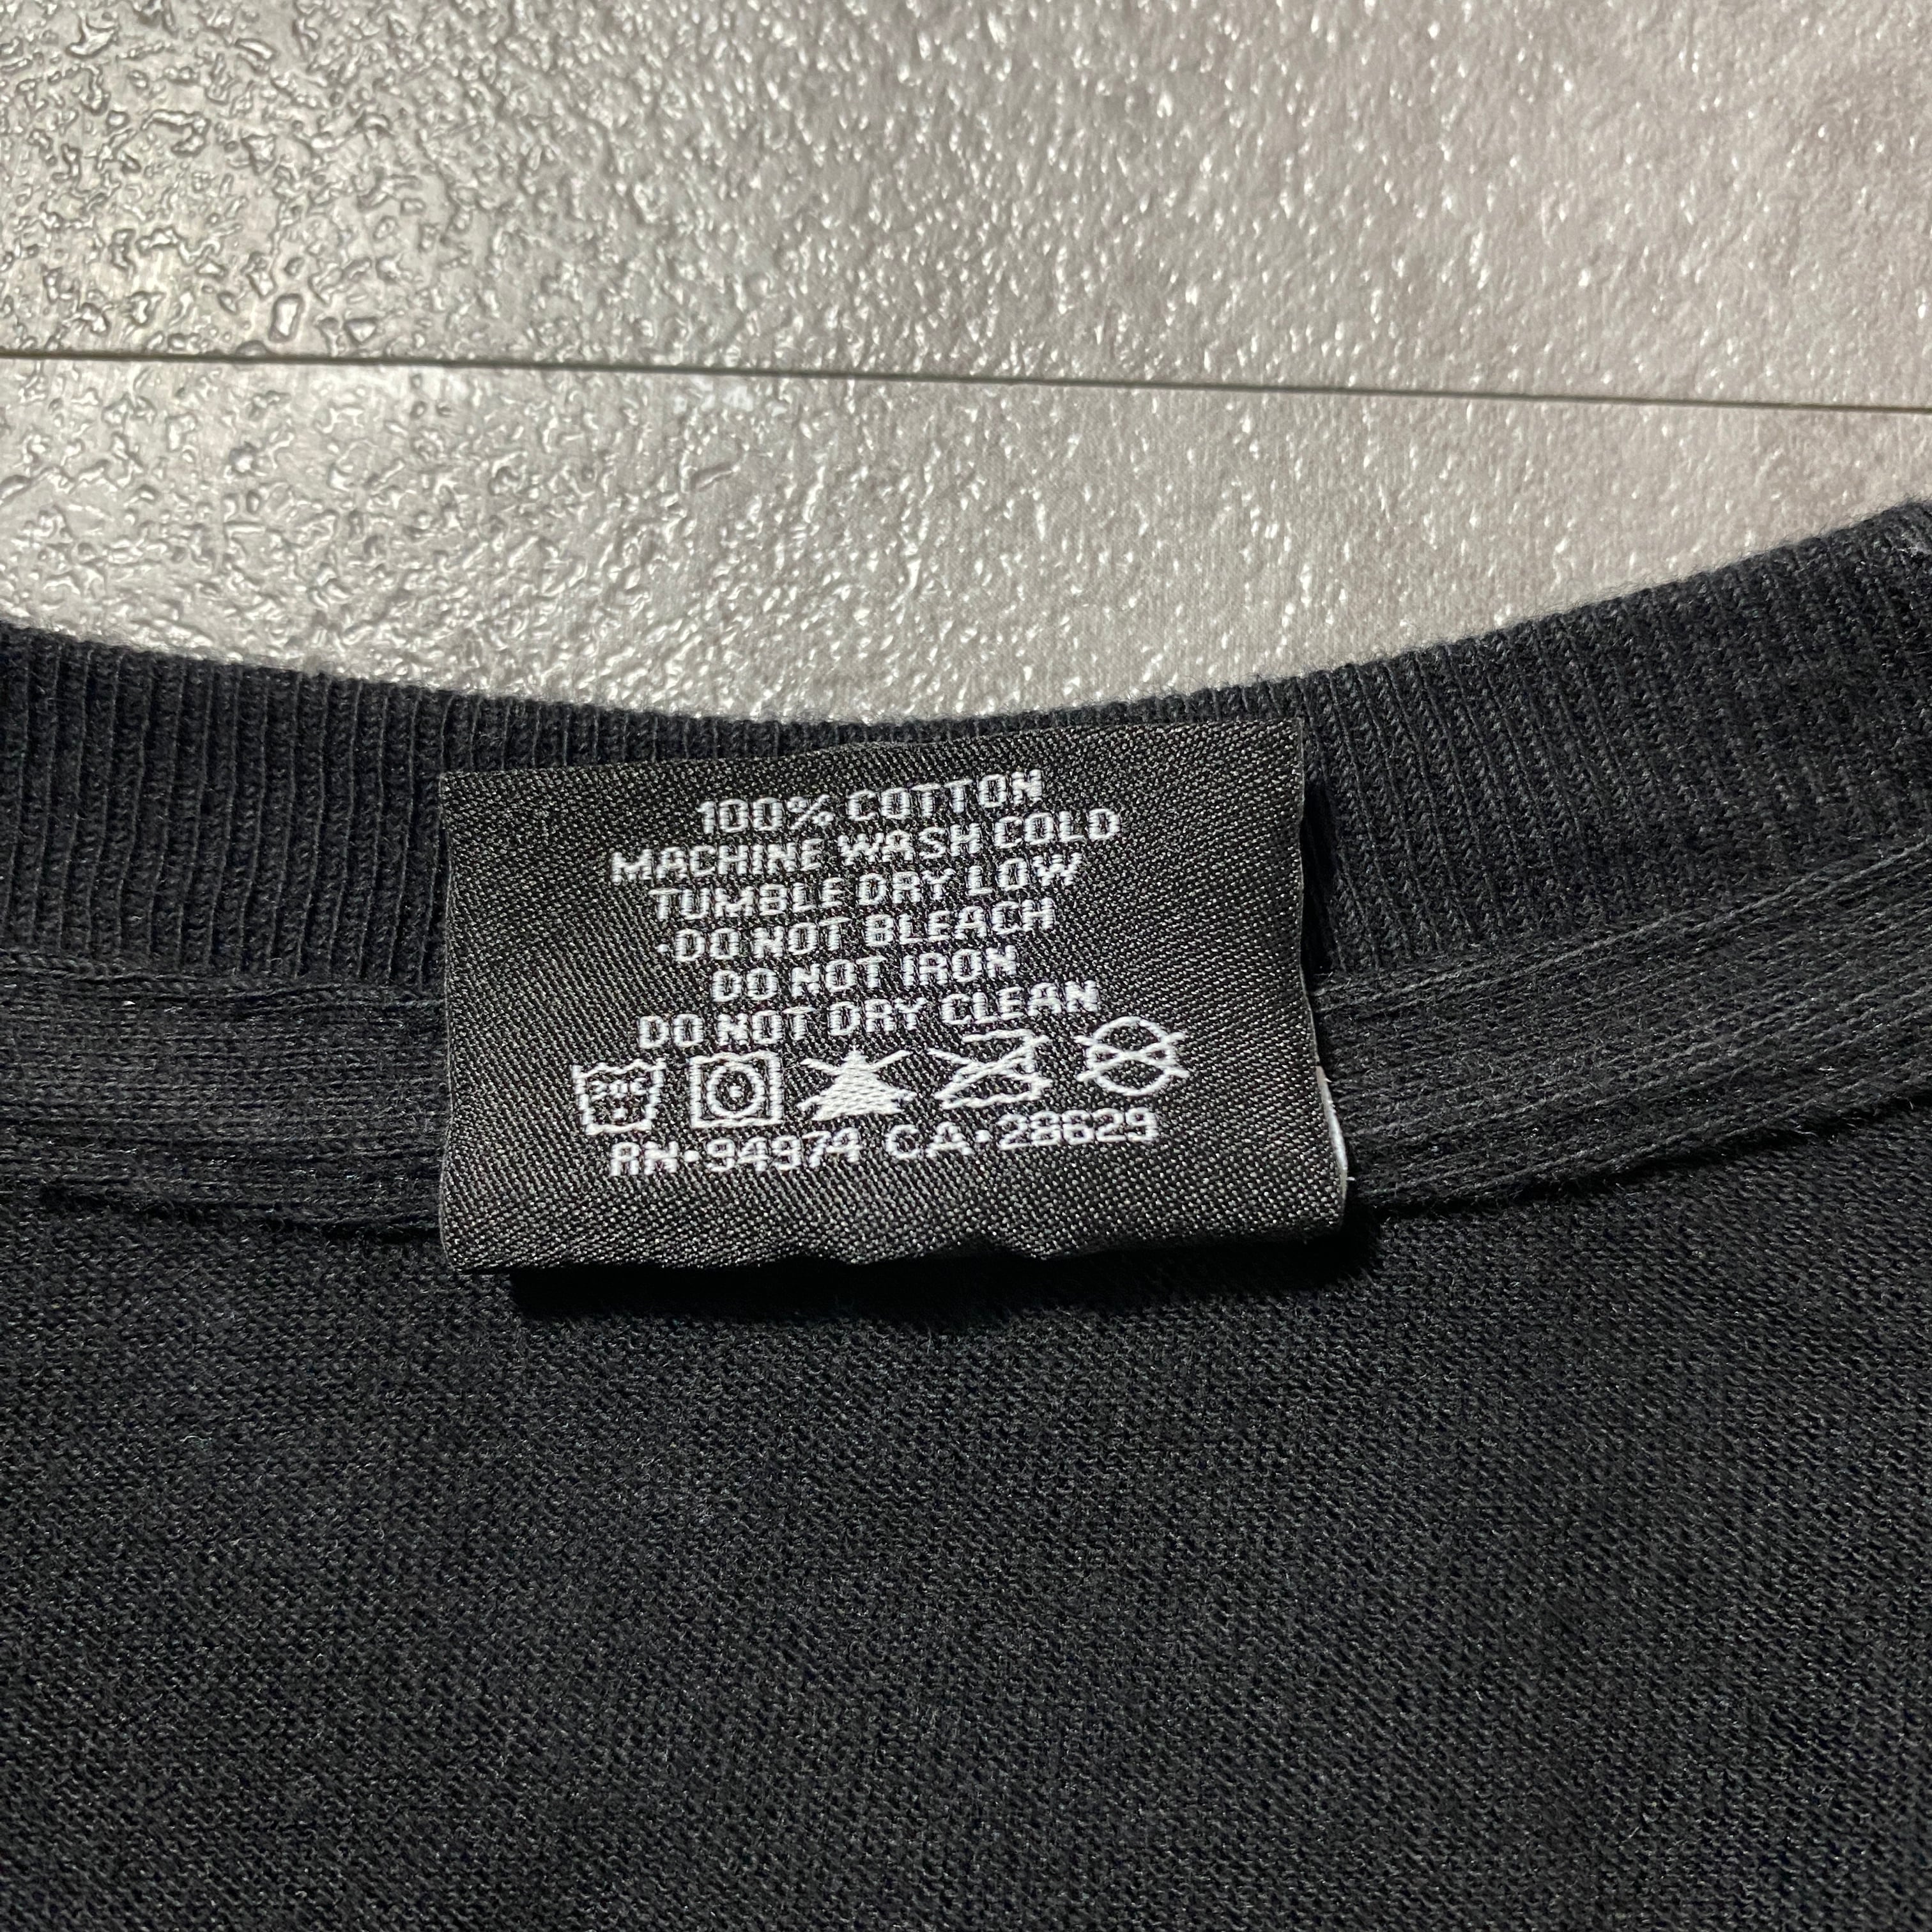 100% COTTON
MACHINE WASH COLD
TUMBLE DRY LOW
·DO NOT BLEACH
DO NOT IRON
DO NOT DRY CLEAN
RN·94974 CA·28629